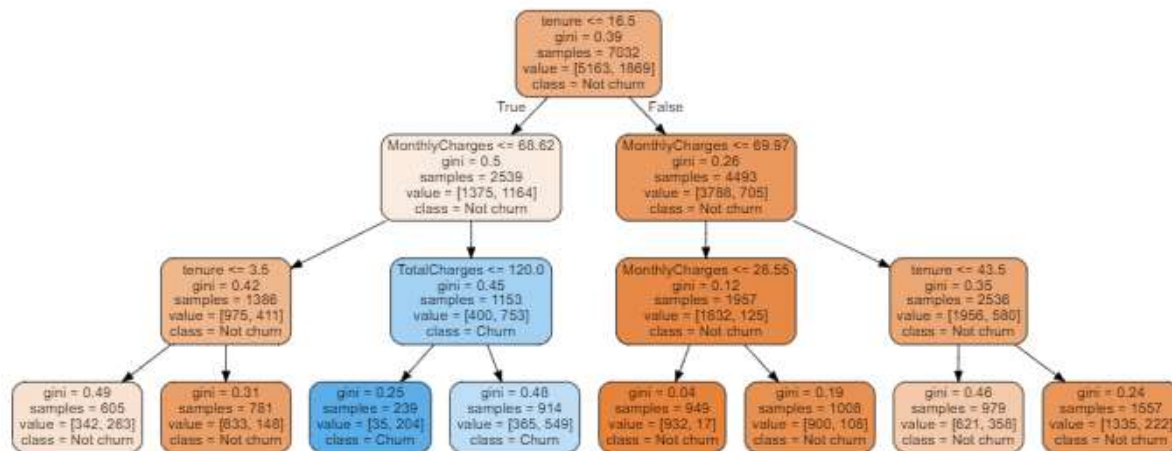 tenure <= 16.5
gini = 0.39
samples = 7032
value = [5163, 1869]
class = Not churn
True
False
MonthlyCharges <= 68.62
gini = 0.5
samples = 2539
value = [1375, 1164]
class = Not churn
MonthlyCharges <= 69.97
gini = 0.26
samples = 4493
value = [3788, 705]
class = Not churn
tenure <= 3.5
gini = 0.42
samples = 1386
value = [975, 411]
class = Not churn
TotalCharges <= 120.0
gini = 0.45
samples = 1153
value = [400, 753]
class = Churn
MonthlyCharges <= 26.55
gini = 0.12
samples = 1957
value = [1832, 125]
class = Not churn
tenure <= 43.5
gini = 0.35
samples = 2536
value = [1956, 580]
class = Not churn
gini = 0.49
samples = 605
value = [342, 263]
class = Not churn
gini = 0.31
samples = 781
value = [633, 148]
class = Not churn
gini = 0.25
samples = 239
value = [35, 204]
class = Churn
gini = 0.48
samples = 914
value = [365, 549]
class = Churn
gini = 0.04
samples = 949
value = [932, 17]
class = Not churn
gini = 0.19
samples = 1008
value = [900, 108]
class = Not churn
gini = 0.46
samples = 979
value = [621, 358]
class = Not churn
gini = 0.24
samples = 1557
value = [1335, 222]
class = Not churn